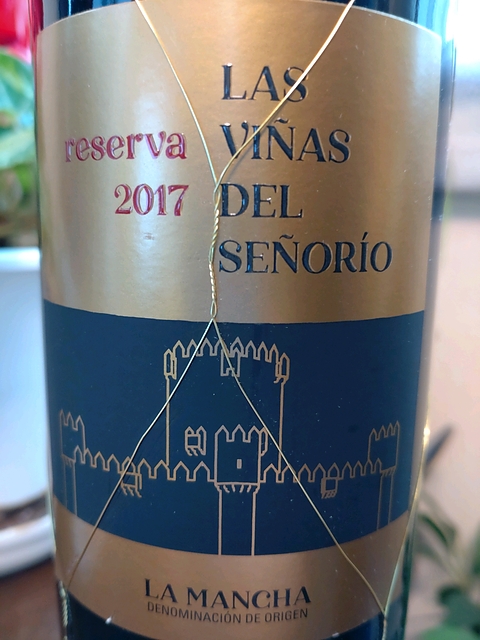 LAS
VIÑAS
DEL
SEÑORÍO
reserva
2017
LA MANCHA
DENOMINACIÓN DE ORIGEN